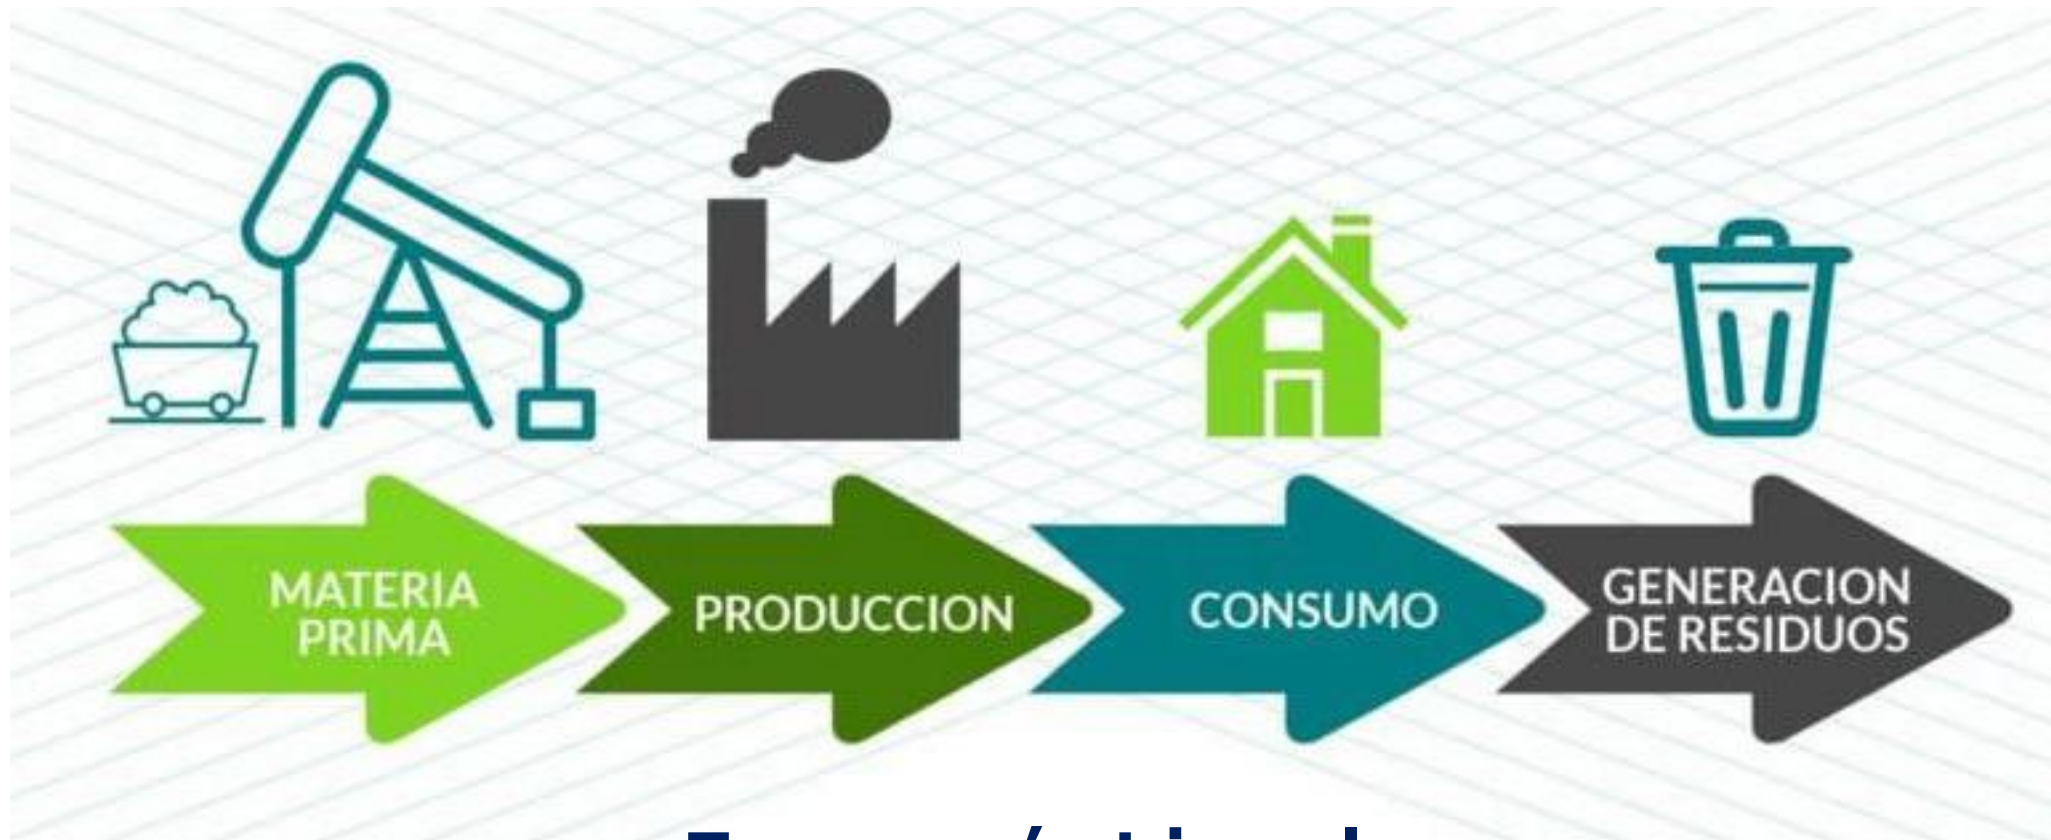 MATERIA
PRIMA
PRODUCCION
CONSUMO
GENERACION
DE RESIDUOS